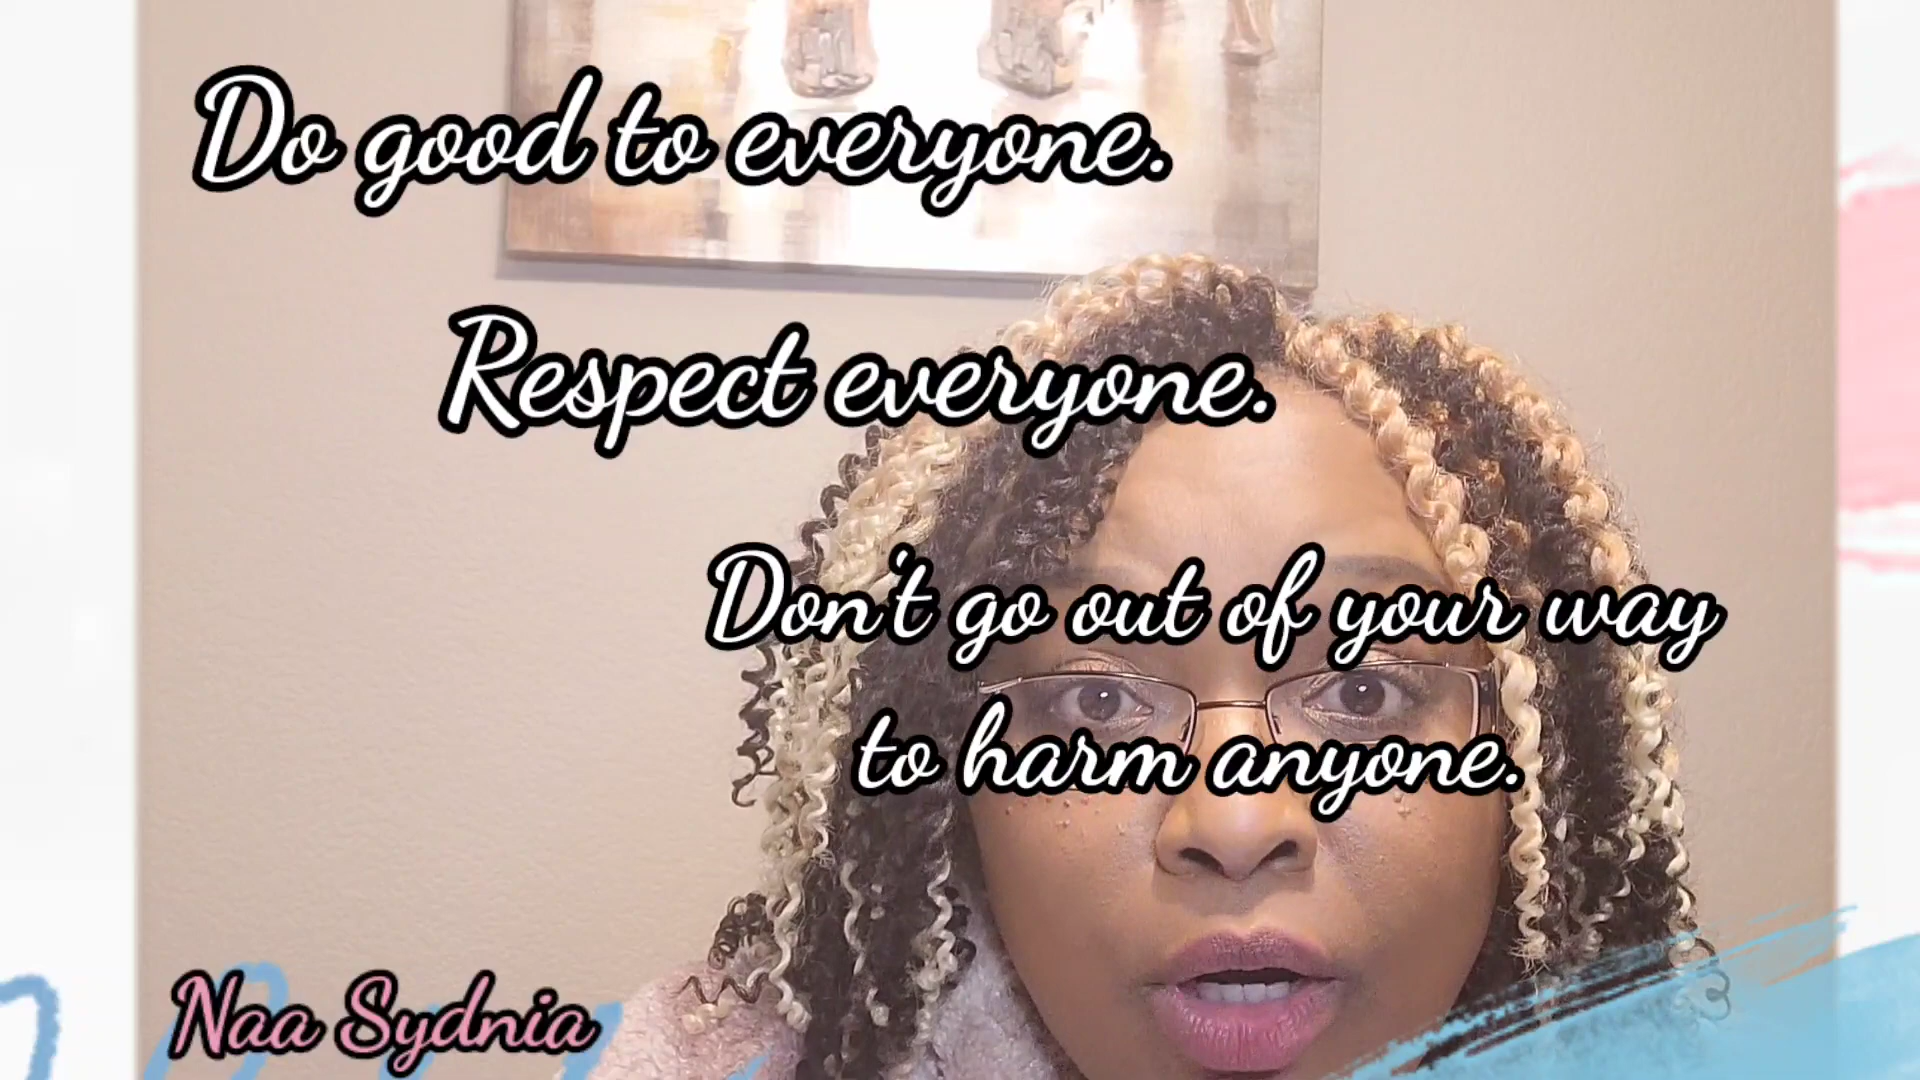 Do good to everyone.
Respect everyone.
Don't go out of your way
to harm anyone.
Naa Sydnia